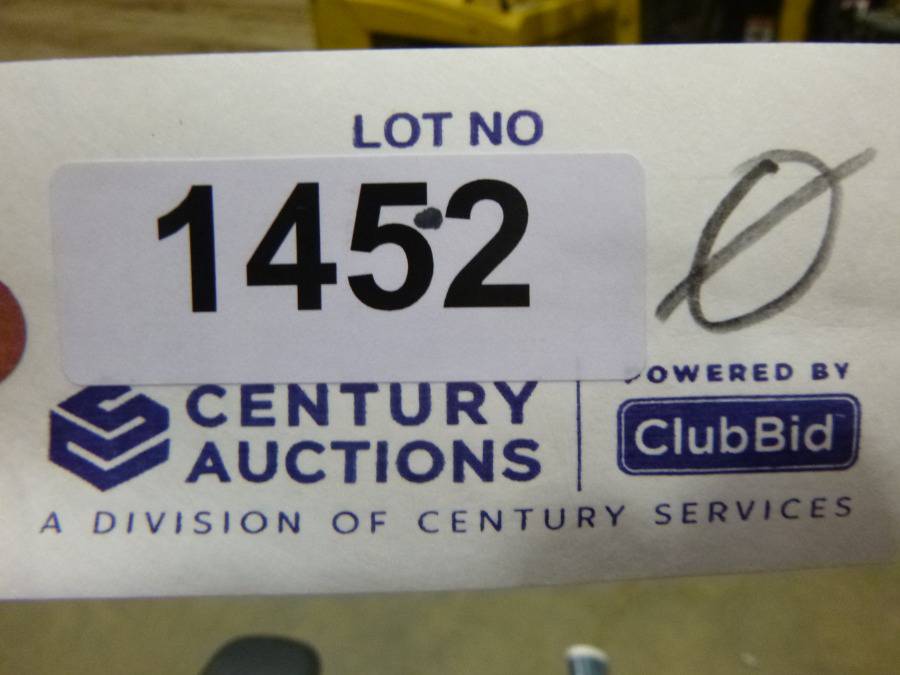 LOT NO
1452 Ø
CENTURY
AUCTIONS
POWERED BY
ClubBid
A DIVISION OF CENTURY SERVICES